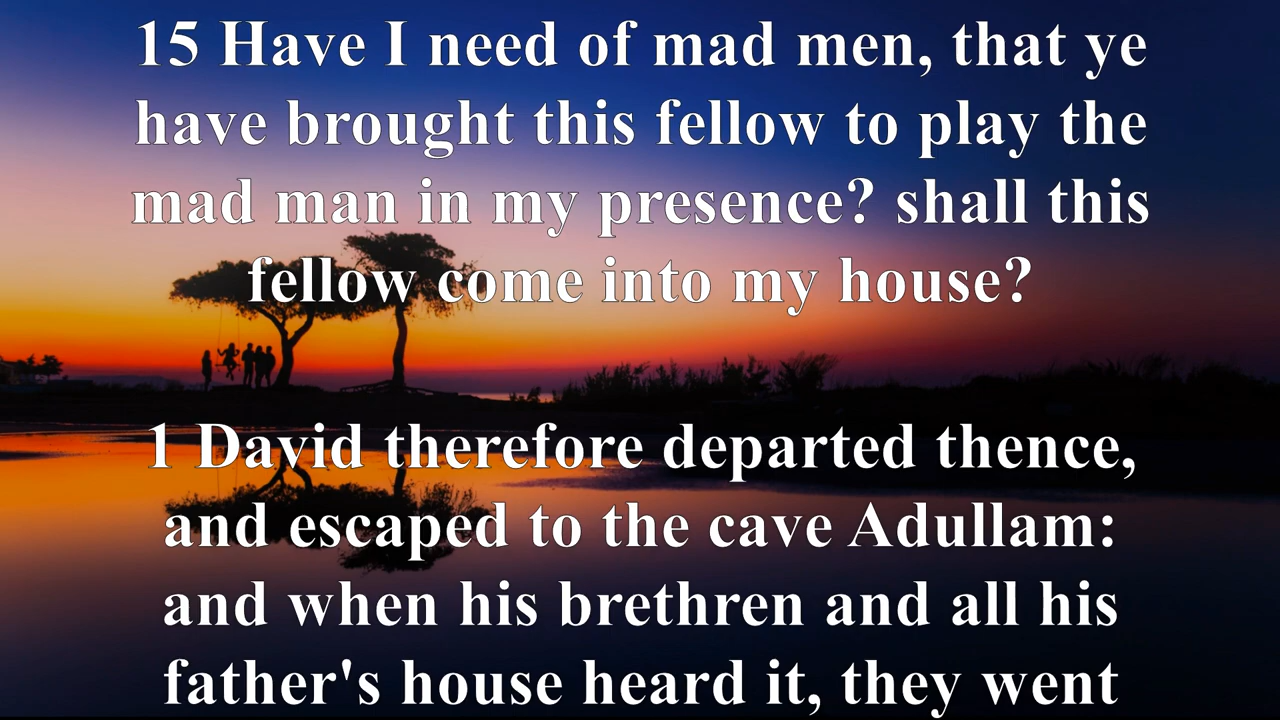 15 Have I need of mad men, that ye
have brought this fellow to play the
mad man in my presence? shall this
fellow come into my house?
1 David therefore departed thence,
and escaped to the cave Adullam:
and when his brethren and all his
father's house heard it, they went